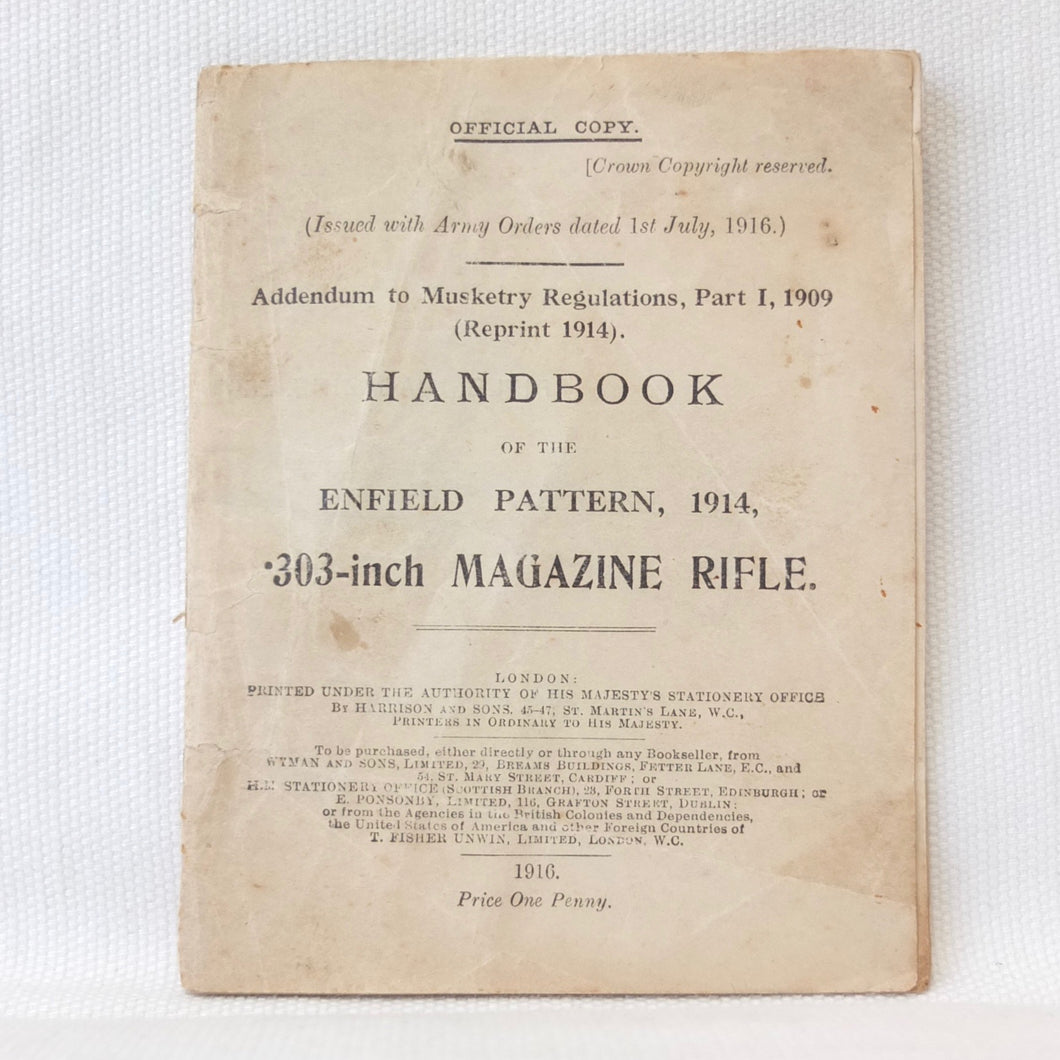 OFFICIAL COPY.
[Crown Copyright reserved.
(Issued with Army Orders dated 1st July, 1916.)
Addendum to Musketry Regulations, Part I, 1909
(Reprint 1914).
HANDBOOK
OF THE
ENFIELD PATTERN, 1914,
·303-inch MAGAZINE RIFLE.
LONDON:
PRINTED UNDER THE AUTHORITY OF HIS MAJESTY'S STATIONERY OFFICE
By HARRISON AND SONS, 45-47, ST. MARTIN'S LANE, W.C.,
PRINTERS IN ORDINARY TO HIS MAJESTY.
To be purchased, either directly or through any Bookseller, from
WYMAN AND SONS, LIMITED, 29, BREAMS BUILDINGS, FETTER LANE, E.C., and
54, ST. MARY STREET, CARDIFF; or
H.M. STATIONERY OFFICE (SCOTTISH BRANCH), 23, FORTH STREET, EDINBURGH; or
E. PONSONBY, LIMITED, 116, GRAFTON STREET, DUBLIN;
or from the Agencies in the British Colonies and Dependencies,
the United States of America and other Foreign Countries of
T. FISHER UNWIN, LIMITED, LONDON, W.C.
1916.
Price One Penny.